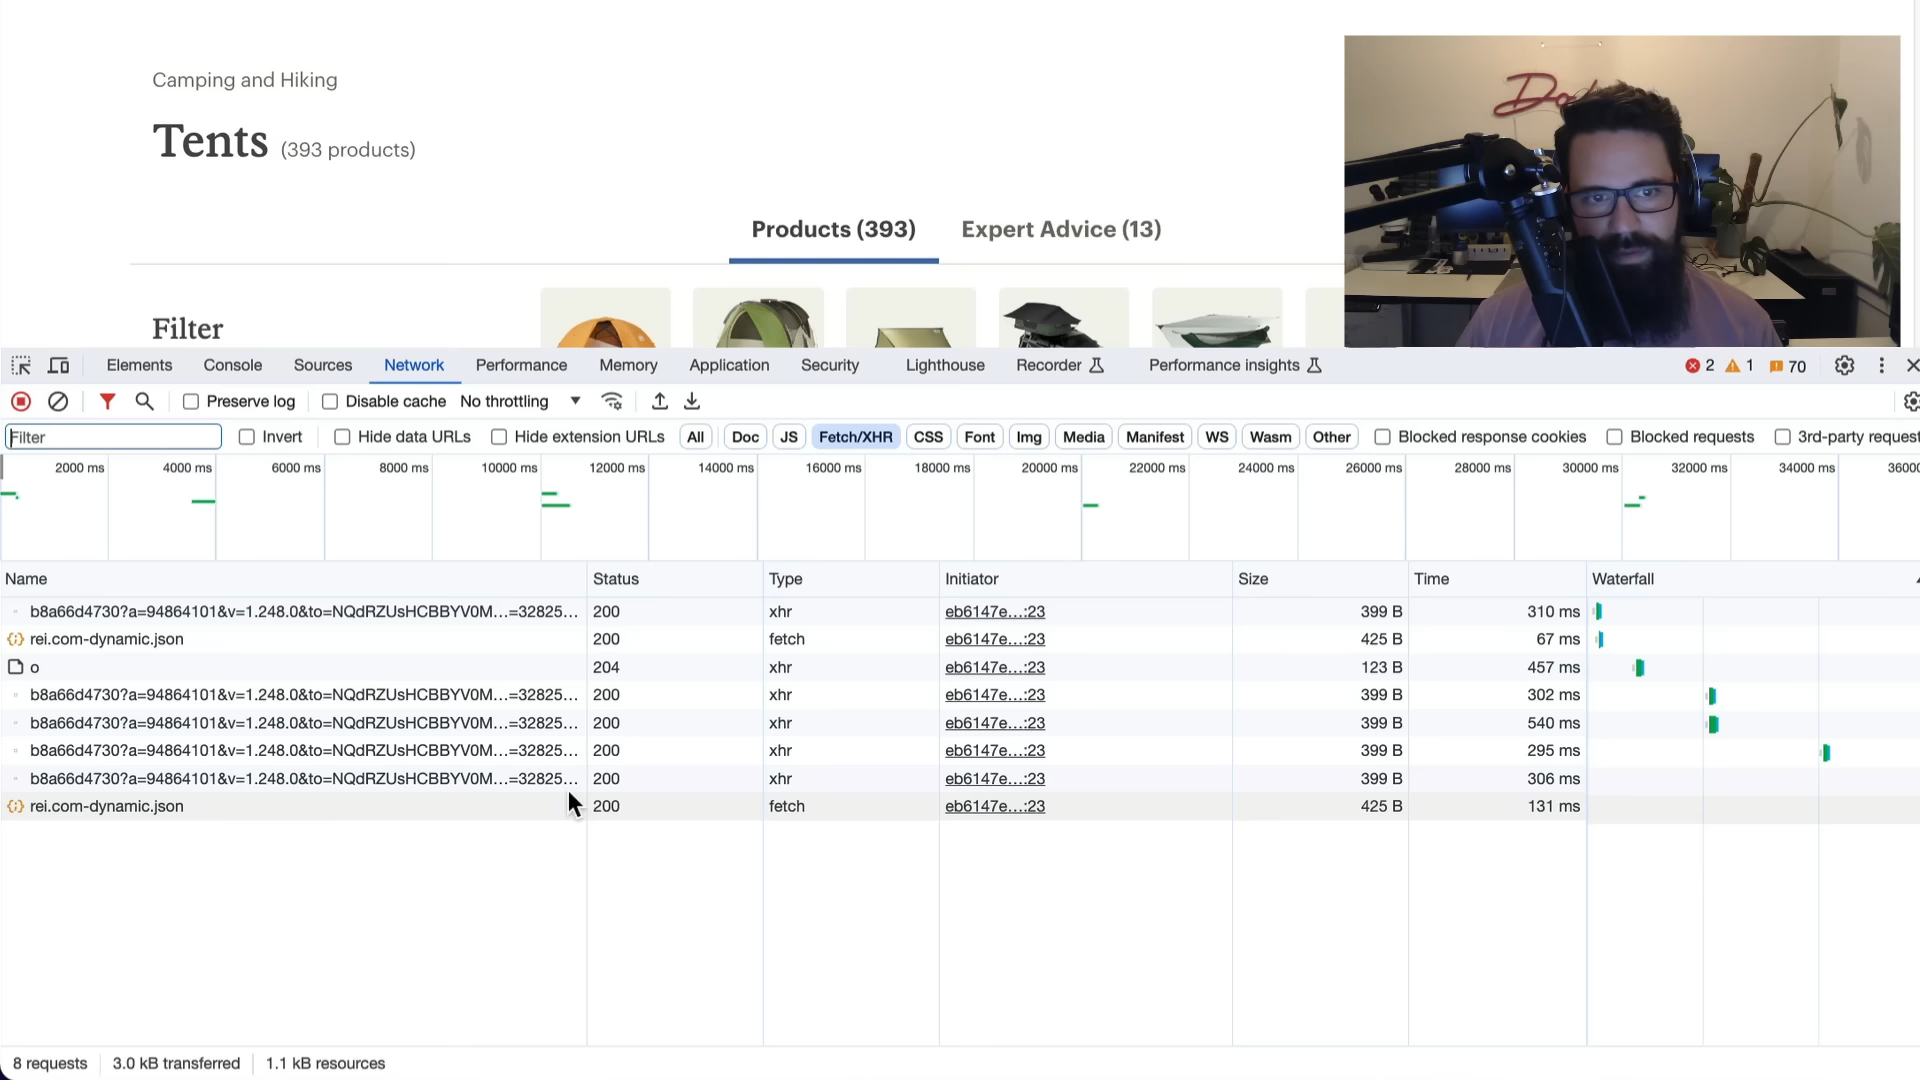 Camping and Hiking
Tents (393 products)
Products (393) Expert Advice (13)
Filter
Elements Console Sources Network Performance Memory Application Security Lighthouse Recorder Performance insights 2 1 70
Preserve log Disable cache No throttling
Filter Invert Hide data URLs Hide extension URLs All Doc JS Fetch/XHR CSS Font Img Media Manifest WS Wasm Other Blocked response cookies Blocked requests 3rd-party request
2000 ms 4000 ms 6000 ms 8000 ms 10000 ms 12000 ms 14000 ms 16000 ms 18000 ms 20000 ms 22000 ms 24000 ms 26000 ms 28000 ms 30000 ms 32000 ms 34000 ms 36000
Name Status Type Initiator Size Time Waterfall
b8a66d4730?a=94864101&v=1.248.0&to=NQdRZUsHCBBYV0M...=32825... 200 xhr eb6147e...:23 399 B 310 ms
rei.com-dynamic.json 200 fetch eb6147e...:23 425 B 67 ms
o 204 xhr eb6147e...:23 123 B 457 ms
b8a66d4730?a=94864101&v=1.248.0&to=NQdRZUsHCBBYV0M...=32825... 200 xhr eb6147e...:23 399 B 302 ms
b8a66d4730?a=94864101&v=1.248.0&to=NQdRZUsHCBBYV0M...=32825... 200 xhr eb6147e...:23 399 B 540 ms
b8a66d4730?a=94864101&v=1.248.0&to=NQdRZUsHCBBYV0M...=32825... 200 xhr eb6147e...:23 399 B 295 ms
b8a66d4730?a=94864101&v=1.248.0&to=NQdRZUsHCBBYV0M...=32825... 200 xhr eb6147e...:23 399 B 306 ms
rei.com-dynamic.json 200 fetch eb6147e...:23 425 B 131 ms
8 requests 3.0 kB transferred 1.1 kB resources